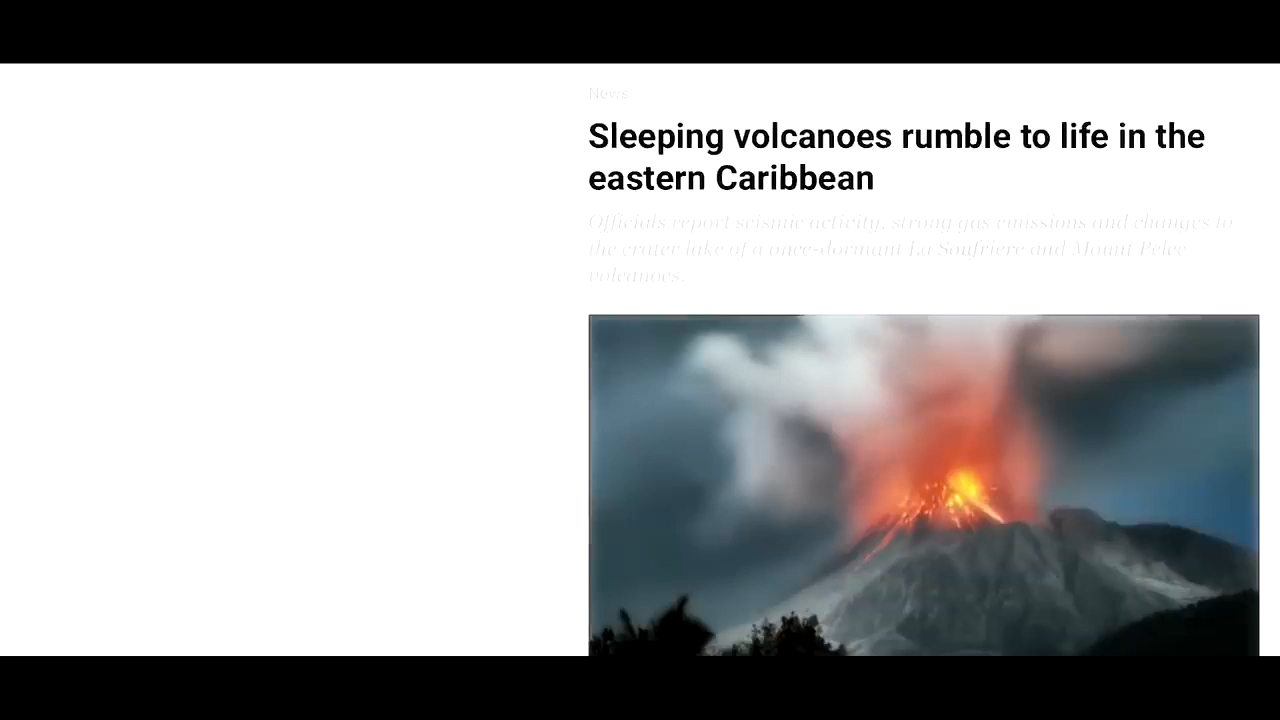 News
Sleeping volcanoes rumble to life in the
eastern Caribbean
Officials report seismic activity, strong gas emissions and changes to
the crater lake of a once-dormant La Soufriere and Mount Pelee
volcanoes.